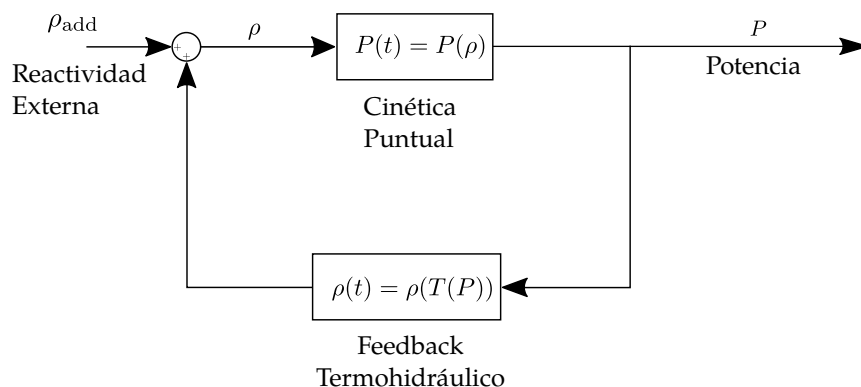 ρ_add
Reactividad
Externa
+
+
ρ
P(t) = P(ρ)
Cinética
Puntual
P
Potencia
ρ(t) = ρ(T(P))
Feedback
Termohidráulico